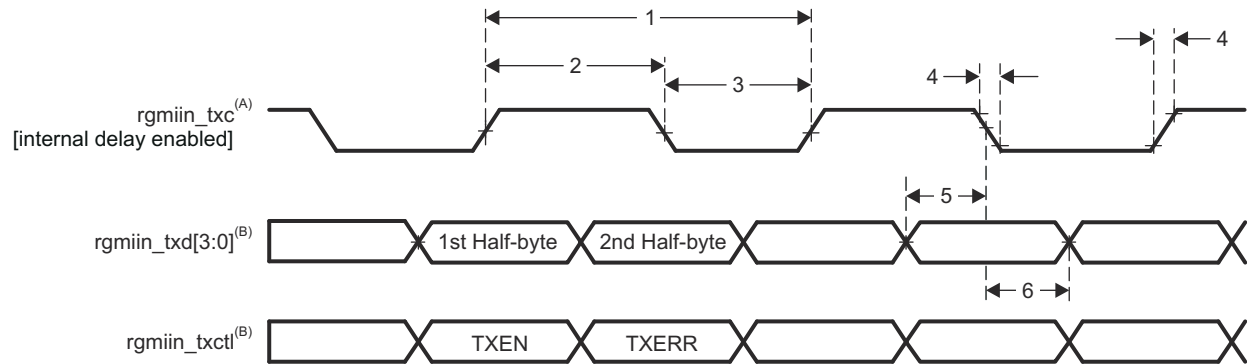 1
4
2
4
3
rgmiin_txc(A)
[internal delay enabled]
5
rgmiin_txd[3:0](B)
1st Half-byte
2nd Half-byte
6
rgmiin_txctl(B)
TXEN
TXERR